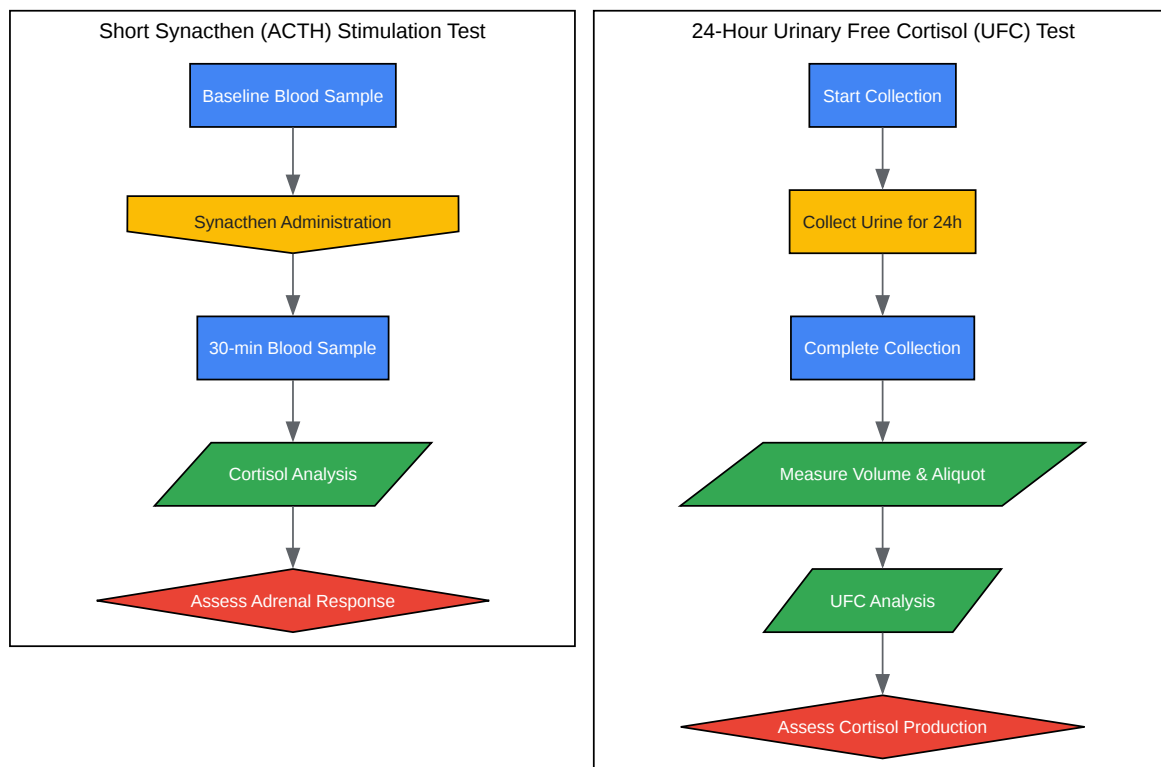 Short Synacthen (ACTH) Stimulation Test
Baseline Blood Sample
Synacthen Administration
30-min Blood Sample
Cortisol Analysis
Assess Adrenal Response
24-Hour Urinary Free Cortisol (UFC) Test
Start Collection
Collect Urine for 24h
Complete Collection
Measure Volume & Aliquot
UFC Analysis
Assess Cortisol Production